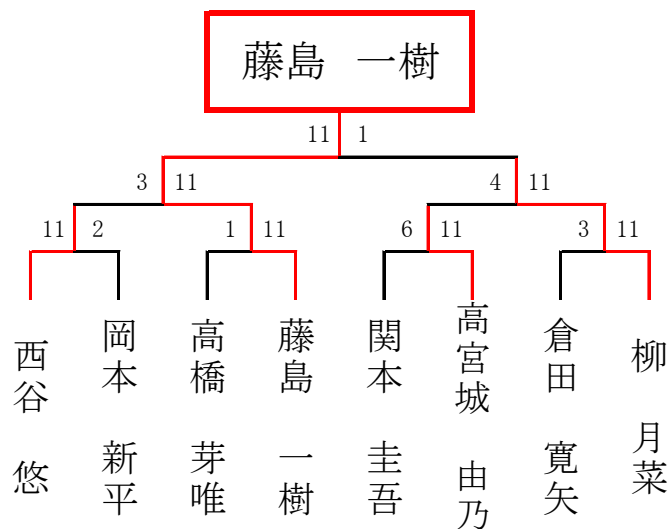 藤島 一樹
11 1
3 11 4 11
11 2 1 11 6 11 3 11
西谷 悠
岡本 新平
高橋 芽唯
藤島 一樹
関本 圭吾
高宮城 由乃
倉田 寛矢
柳 月菜